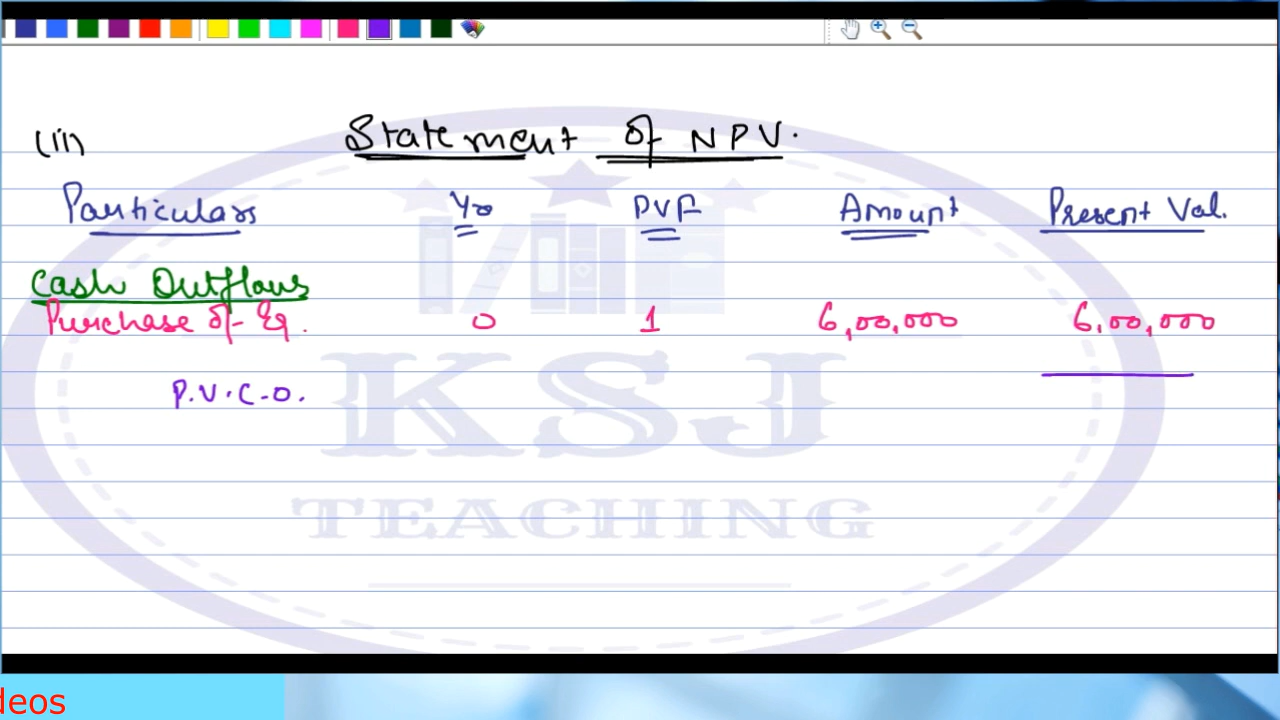 (ii) Statement of NPV.
Particulars Yr PVF Amount Present Val.
Cash Outflows
Purchase of Eq. 0 1 6,00,000 6,00,000
P.V.C.O.
KSJ
TEACHING
deos